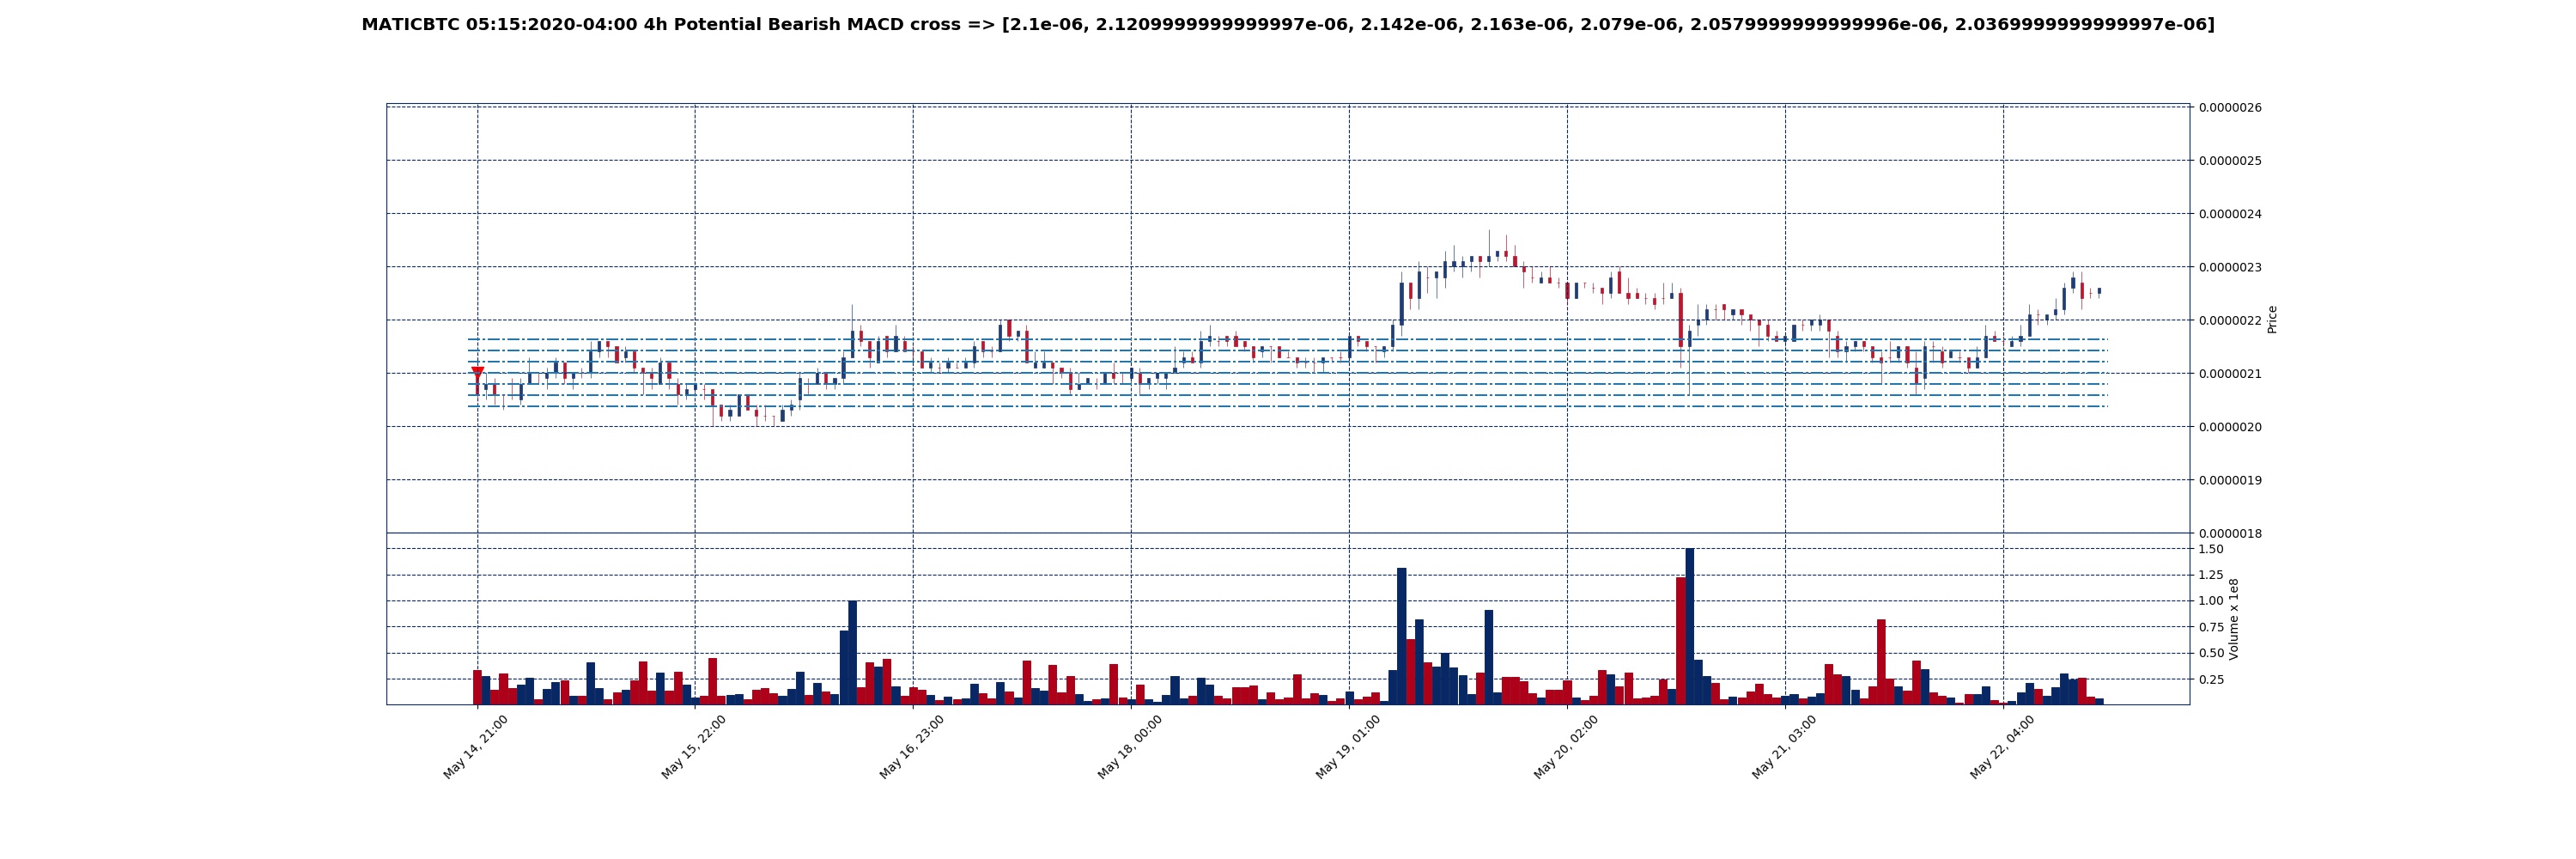 MATICBTC 05:15:2020-04:00 4h Potential Bearish MACD cross => [2.1e-06, 2.1209999999999997e-06, 2.142e-06, 2.163e-06, 2.079e-06, 2.0579999999999996e-06, 2.0369999999999997e-06]
0.0000026
0.0000025
0.0000024
0.0000023
0.0000022
0.0000021
0.0000020
0.0000019
0.0000018
Price
1.50
1.25
1.00
0.75
0.50
0.25
Volume x 1e8
May 14, 21:00
May 15, 22:00
May 16, 23:00
May 18, 00:00
May 19, 01:00
May 20, 02:00
May 21, 03:00
May 22, 04:00